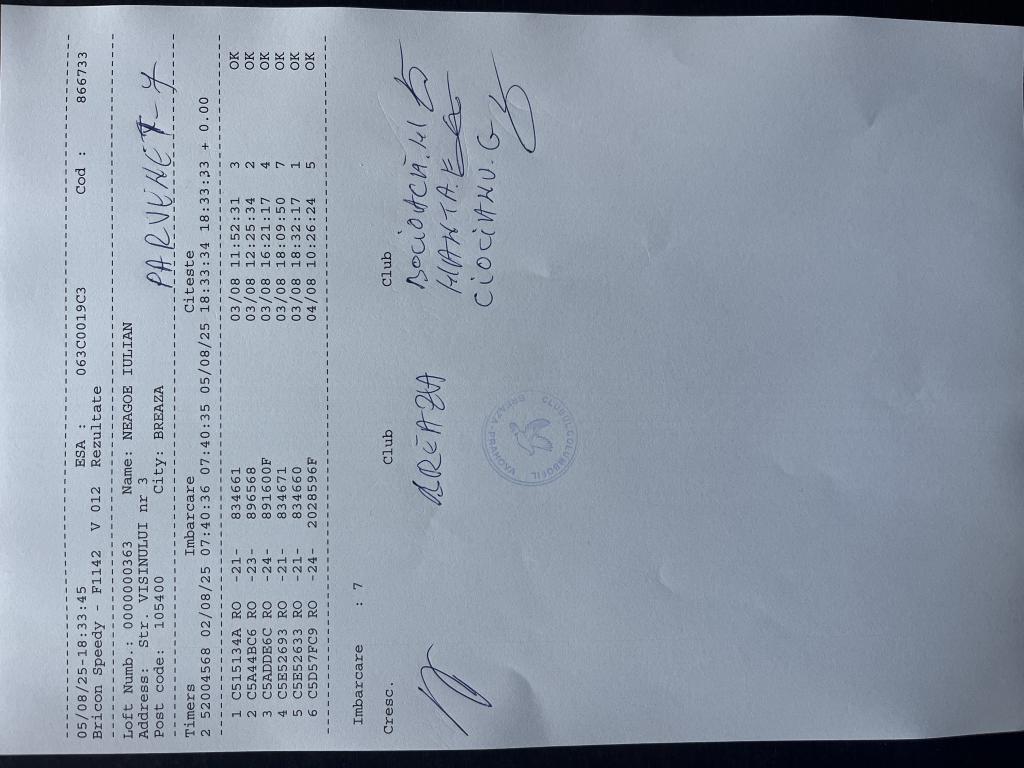 05/08/25-18:33:45 ESA : 063C0019C3 Cod : 866733
Bricon Speedy - F1142 V 012 Rezultate
Loft Numb.: 0000000363 Name: NEAGOE IULIAN
Address: Str. VISINULUI nr 3
Post code: 105400 City: BREAZA
Timers Imbarcare Citeste
2 52004568 02/08/25 07:40:36 07:40:35 05/08/25 18:33:34 18:33:33 + 0.00
1 C515134A RO -21- 834661 03/08 11:52:31 3 OK
2 C5A44BC6 RO -23- 896568 03/08 12:25:34 2 OK
3 C5ADDE6C RO -24- 891600F 03/08 16:21:17 4 OK
4 C5E52693 RO -21- 834671 03/08 18:09:50 7 OK
5 C5E52633 RO -21- 834660 03/08 18:32:17 1 OK
6 C5D57FC9 RO -24- 2028596F 04/08 10:26:24 5 OK
Imbarcare : 7
Cresc. Club Club
BREAZA
CIOCIANU. G
CLUBUL COLUMBOFIL
BREAZA-PRAHOVA